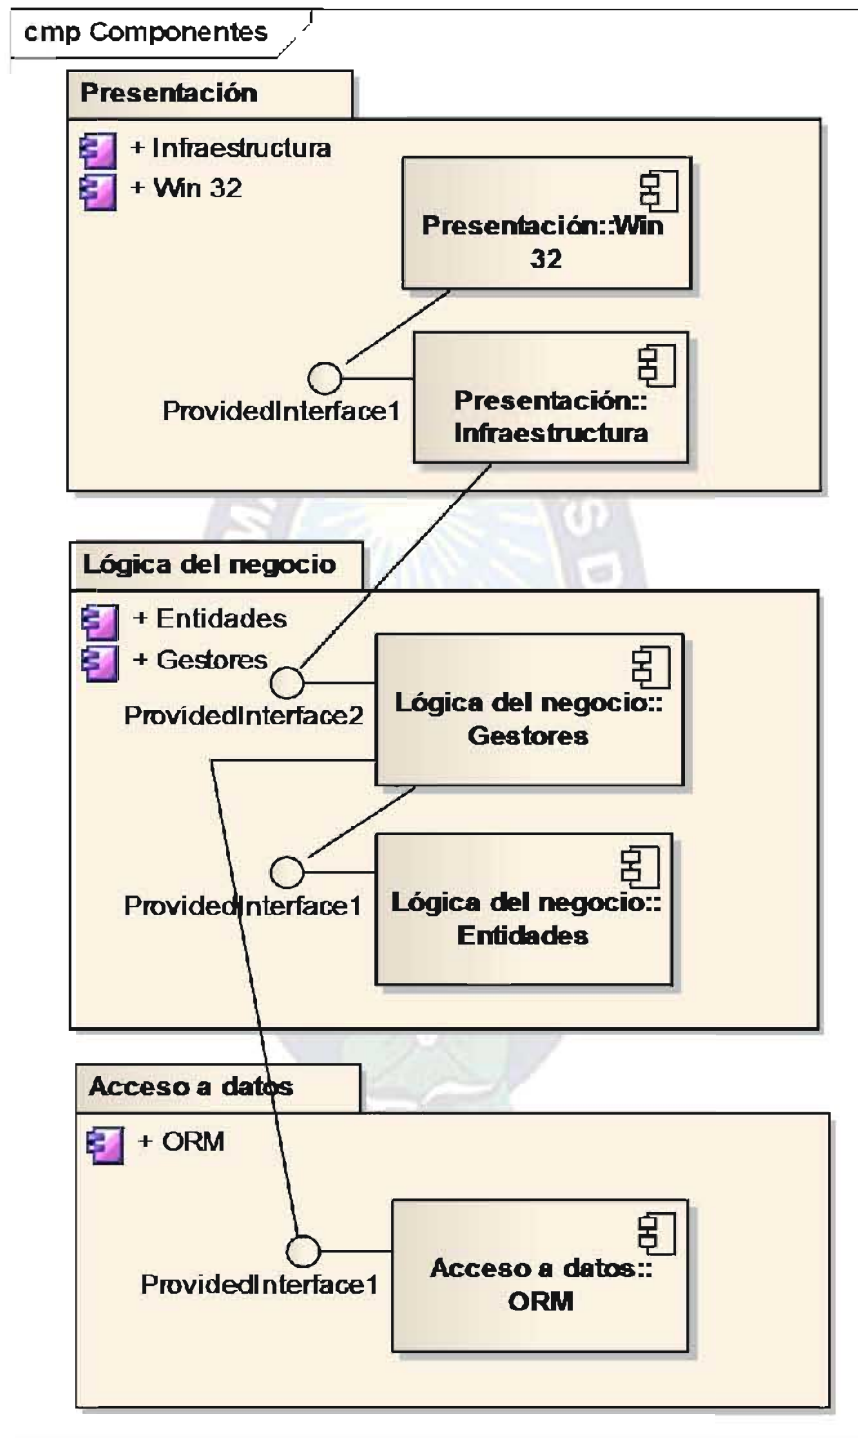 cmp Componentes
Presentación
+ Infraestructura
+ Win 32
Presentación::Win
32
ProvidedInterface1
Presentación::
Infraestructura
Lógica del negocio
+ Entidades
+ Gestores
ProvidedInterface2
Lógica del negocio::
Gestores
ProvidedInterface1
Lógica del negocio::
Entidades
Acceso a datos
+ ORM
ProvidedInterface1
Acceso a datos::
ORM